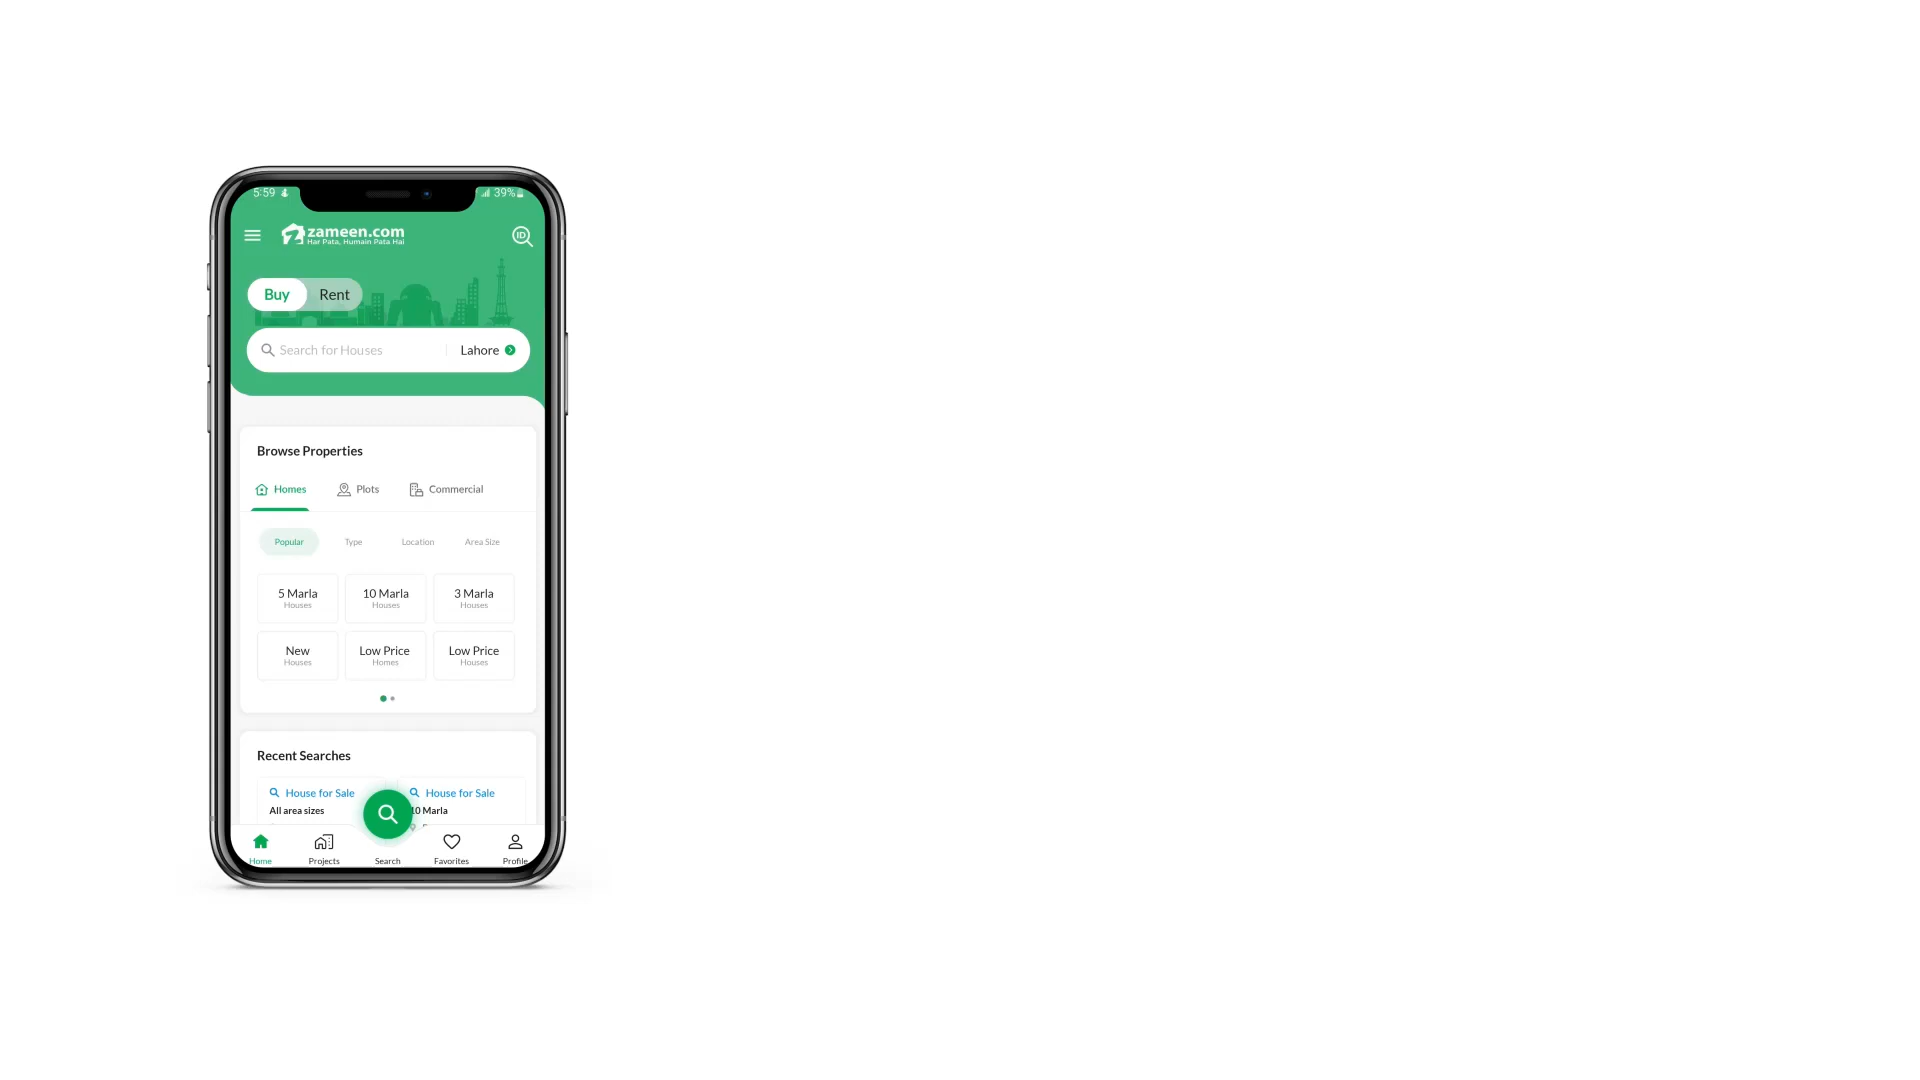 5:59 39%
zameen.com
Har Pata, Humain Pata Hai
ID
Buy Rent
Search for Houses Lahore
Browse Properties
Homes Plots Commercial
Popular Type Location Area Size
5 Marla 10 Marla 3 Marla
Houses Houses Houses
New Low Price Low Price
Houses Homes Houses
Recent Searches
House for Sale House for Sale
All area sizes 10 Marla
Home Projects Search Favorites Profile